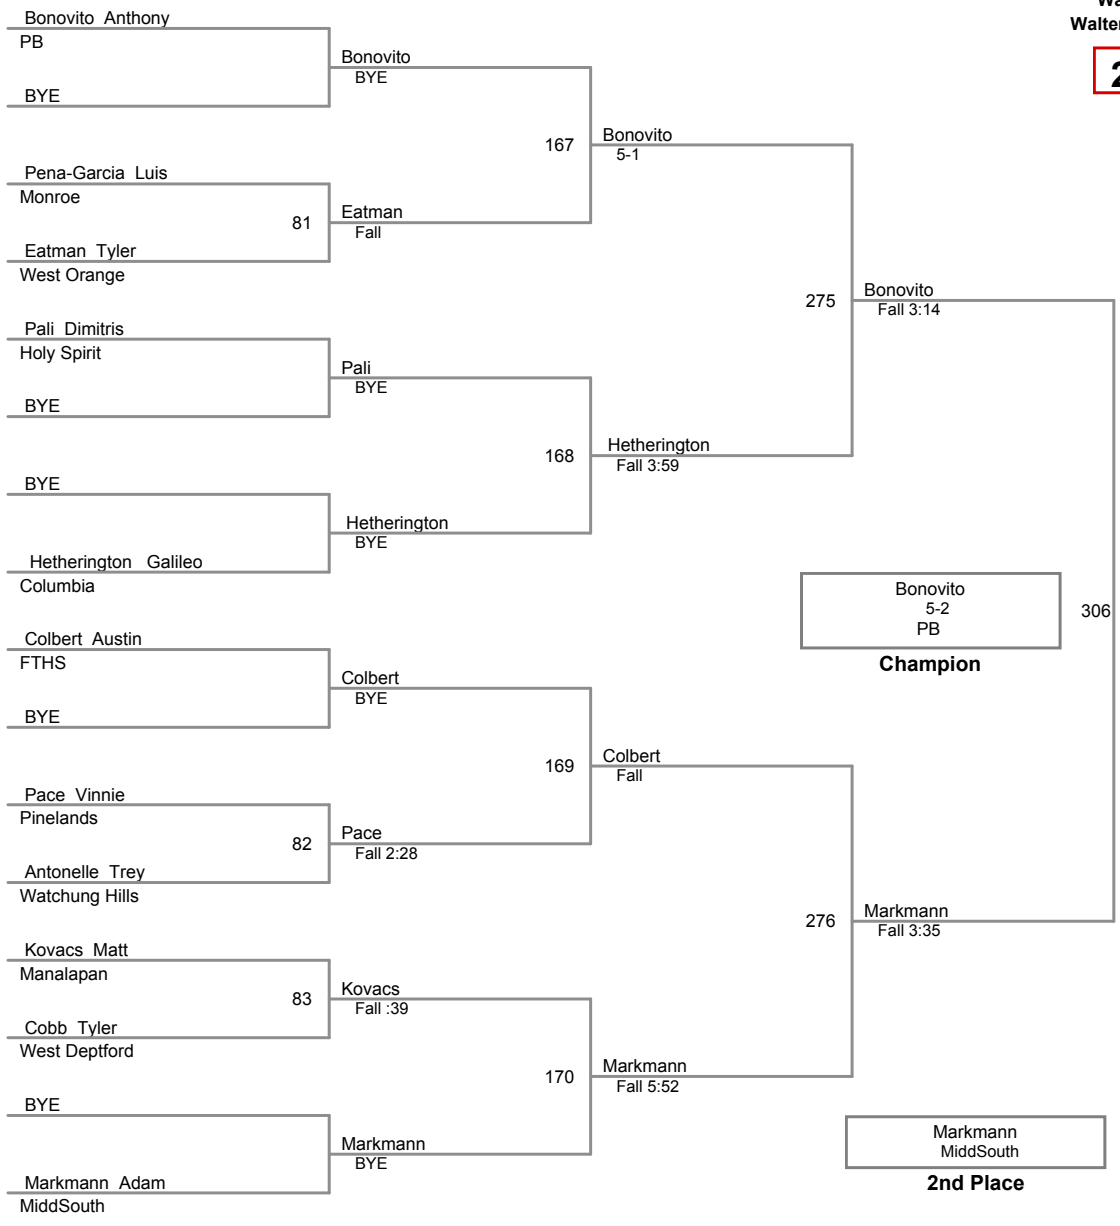 Bonovito Anthony
PB
BYE
Pena-Garcia Luis
Monroe
81
Eatman Tyler
West Orange
Pali Dimitris
Holy Spirit
BYE
BYE
Hetherington Galileo
Columbia
Colbert Austin
FTHS
BYE
Pace Vinnie
Pinelands
82
Antonelle Trey
Watchung Hills
Kovacs Matt
Manalapan
83
Cobb Tyler
West Deptford
BYE
Markmann Adam
MiddSouth
Bonovito
BYE
167
Eatman
Fall
Pali
BYE
168
Hetherington
BYE
Colbert
BYE
169
Pace
Fall 2:28
Kovacs
Fall :39
170
Markmann
BYE
Bonovito
5-1
275
Hetherington
Fall 3:59
Colbert
Fall
276
Markmann
Fall 5:52
Bonovito
Fall 3:14
306
Markmann
Fall 3:35
Bonovito
5-2
PB
Champion
Markmann
MiddSouth
2nd Place